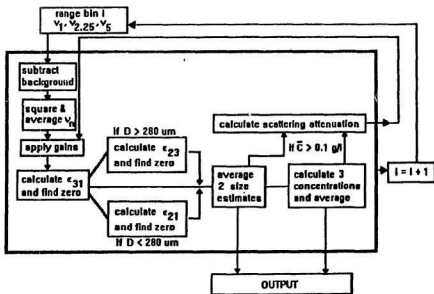 range bin i
v1, v2.25, v5
subtract
background
square &
average vn
apply gains
calculate ε31
and find zero
If D > 280 um
calculate ε23
and find zero
calculate ε21
and find zero
If D < 280 um
average
2 size
estimates
calculate scattering attenuation
If c̄ > 0.1 g/l
calculate 3
concentrations
and average
i = i + 1
OUTPUT